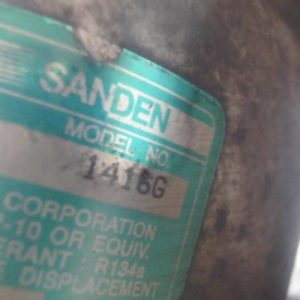 SANDEN
MODEL NO.
1416G
CORPORATION
-10 OR EQUIV.
ERANT R134a
E DISPLACEMENT